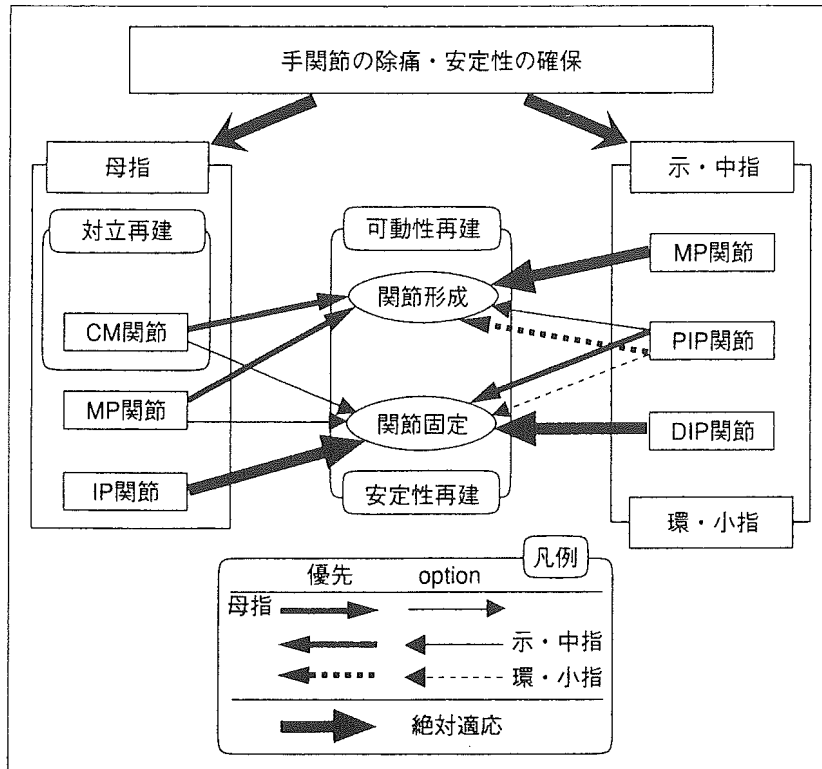 手関節の除痛・安定性の確保
母指
示・中指
対立再建
可動性再建
MP関節
関節形成
CM関節
PIP関節
MP関節
関節固定
DIP関節
IP関節
安定性再建
環・小指
凡例
優先 option
母指
示・中指
環・小指
絶対適応